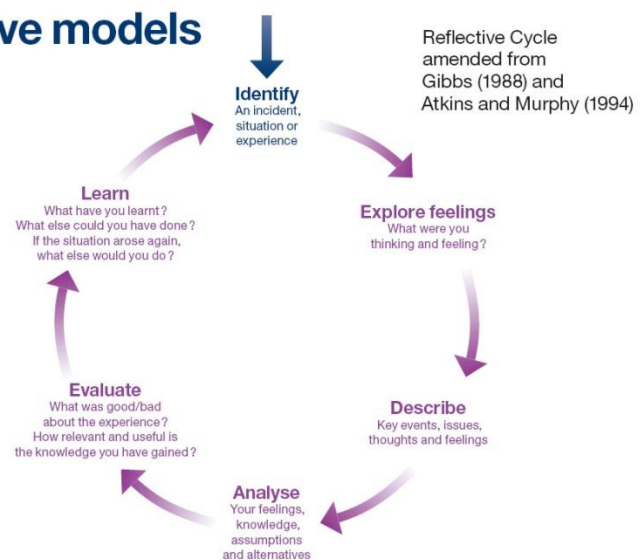 ve models
Reflective Cycle
amended from
Gibbs (1988) and
Atkins and Murphy (1994)
Identify
An incident,
situation or
experience
Explore feelings
What were you
thinking and feeling?
Describe
Key events, issues,
thoughts and feelings
Analyse
Your feelings,
knowledge,
assumptions
and alternatives
Evaluate
What was good/bad
about the experience?
How relevant and useful is
the knowledge you have gained?
Learn
What have you learnt?
What else could you have done?
If the situation arose again,
what else would you do?